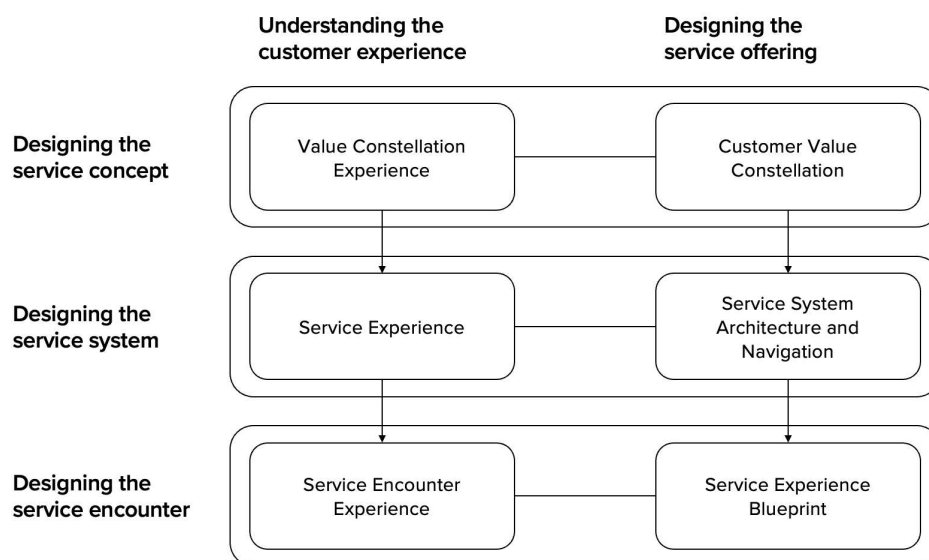 Understanding the
customer experience
Designing the
service offering
Designing the
service concept
Value Constellation
Experience
Customer Value
Constellation
Designing the
service system
Service Experience
Service System
Architecture and
Navigation
Designing the
service encounter
Service Encounter
Experience
Service Experience
Blueprint